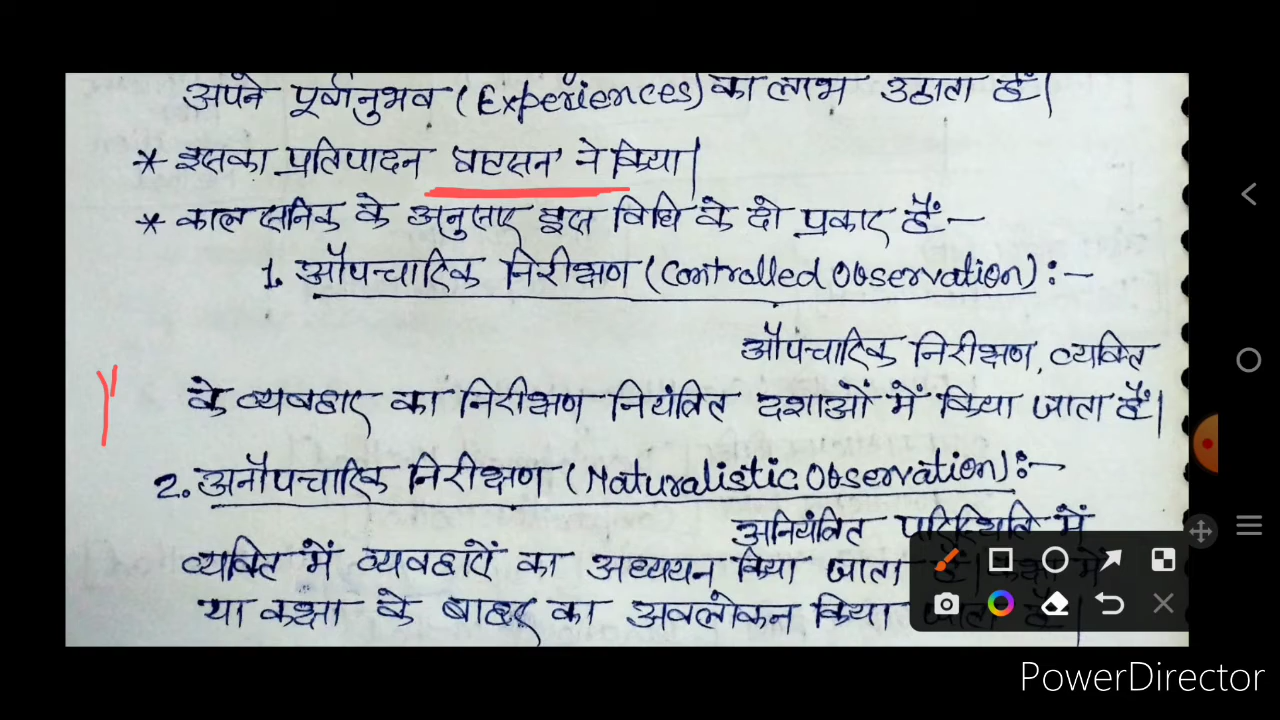 अपने पूर्वानुभव (Experiences) का लाभ उठाता है।
* इसका प्रतिपादन 'वाटसन' ने किया।
* कालसनिक के अनुसार इस विधि के दो प्रकार हैं:-
1. औपचारिक निरीक्षण (Controlled Observation) :-
औपचारिक निरीक्षण, व्यक्ति
के व्यवहार का निरीक्षण नियंत्रित दशाओं में किया जाता है।
2. अनौपचारिक निरीक्षण (Naturalistic Observation) :-
अनियंत्रित परिस्थिति में
व्यक्ति में व्यवहारों का अध्ययन किया जाता है। कक्षा में
या कक्षा के बाहर का अवलोकन किया जाता है।
PowerDirector